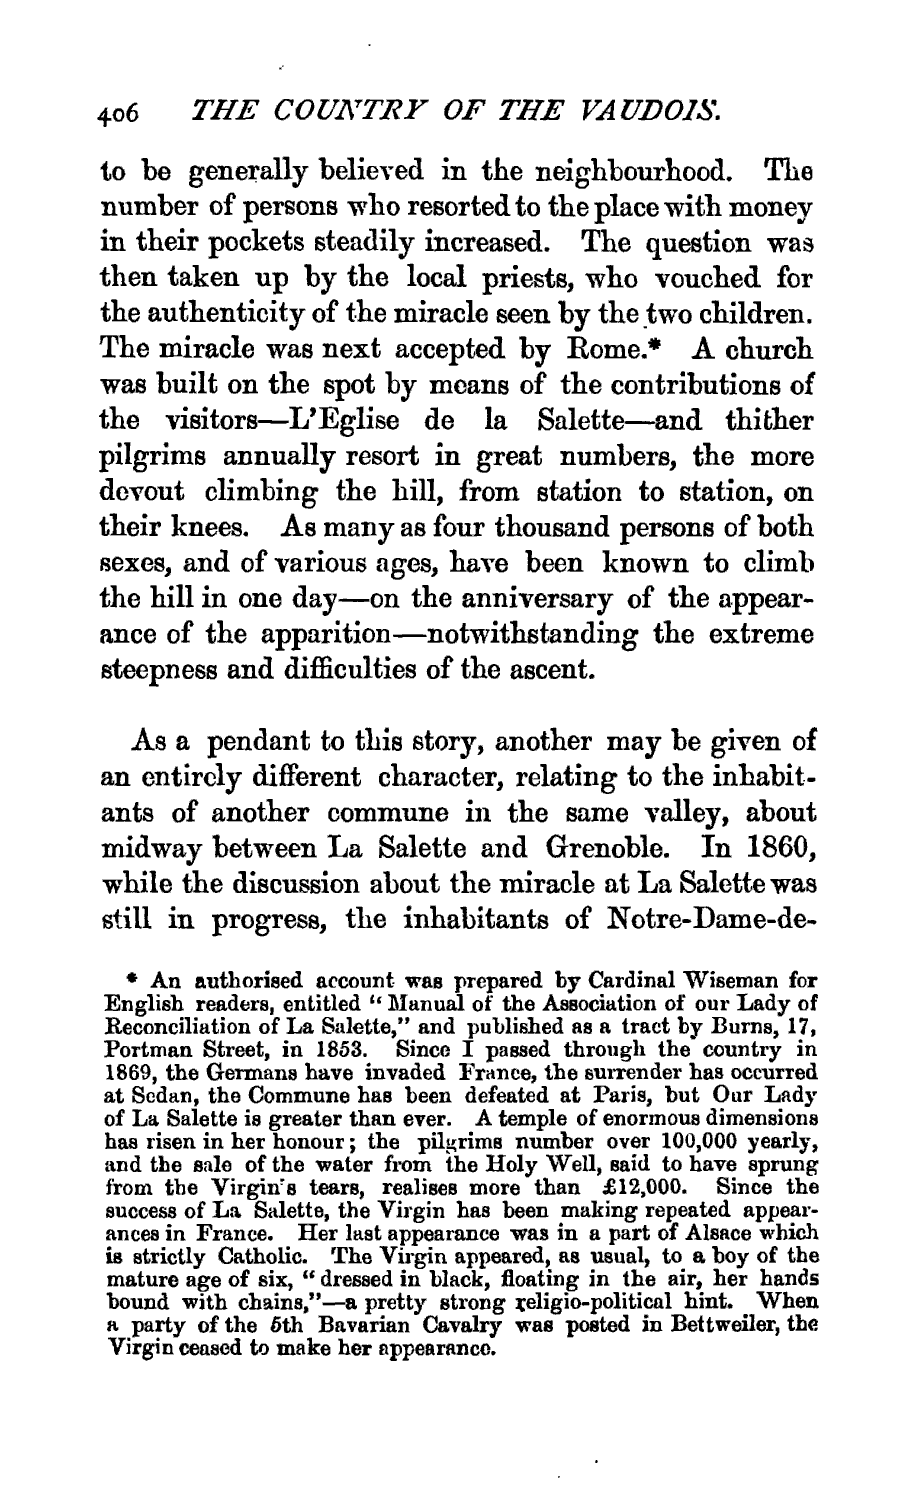 406 THE COUNTRY OF THE VAUDOIS.
to be generally believed in the neighbourhood. The
number of persons who resorted to the place with money
in their pockets steadily increased. The question was
then taken up by the local priests, who vouched for
the authenticity of the miracle seen by the two children.
The miracle was next accepted by Rome.* A church
was built on the spot by means of the contributions of
the visitors—L'Eglise de la Salette—and thither
pilgrims annually resort in great numbers, the more
devout climbing the hill, from station to station, on
their knees. As many as four thousand persons of both
sexes, and of various ages, have been known to climb
the hill in one day—on the anniversary of the appear-
ance of the apparition—notwithstanding the extreme
steepness and difficulties of the ascent.
As a pendant to this story, another may be given of
an entirely different character, relating to the inhabit-
ants of another commune in the same valley, about
midway between La Salette and Grenoble. In 1860,
while the discussion about the miracle at La Salette was
still in progress, the inhabitants of Notre-Dame-de-
* An authorised account was prepared by Cardinal Wiseman for
English readers, entitled “Manual of the Association of our Lady of
Reconciliation of La Salette,” and published as a tract by Burns, 17,
Portman Street, in 1853. Since I passed through the country in
1869, the Germans have invaded France, the surrender has occurred
at Sedan, the Commune has been defeated at Paris, but Our Lady
of La Salette is greater than ever. A temple of enormous dimensions
has risen in her honour; the pilgrims number over 100,000 yearly,
and the sale of the water from the Holy Well, said to have sprung
from the Virgin's tears, realises more than £12,000. Since the
success of La Salette, the Virgin has been making repeated appear-
ances in France. Her last appearance was in a part of Alsace which
is strictly Catholic. The Virgin appeared, as usual, to a boy of the
mature age of six, “dressed in black, floating in the air, her hands
bound with chains,”—a pretty strong religio-political hint. When
a party of the 5th Bavarian Cavalry was posted in Bettweiler, the
Virgin ceased to make her appearance.